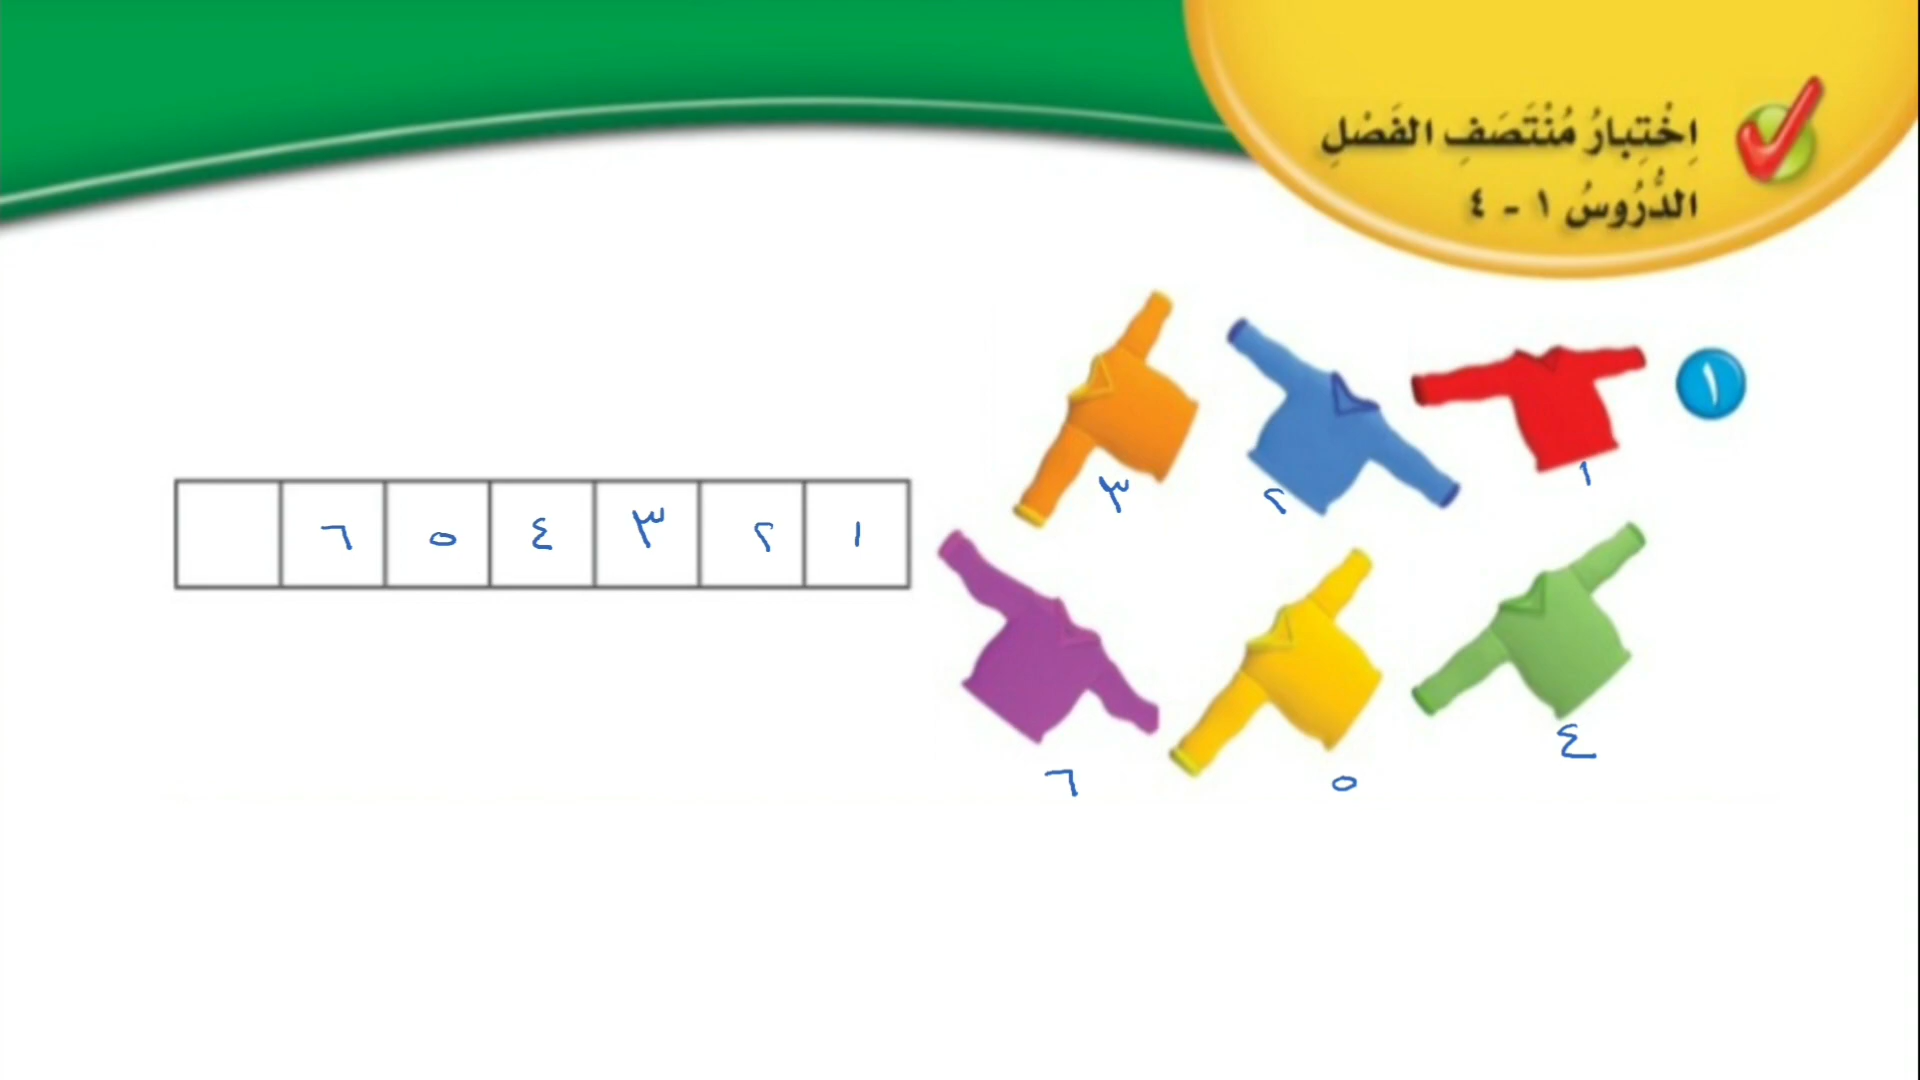 اِخْتِبارُ مُنْتَصَفِ الفَصْلِ
الدُّرُوسُ ١ - ٤
١
١
٢
٣
١ ٢ ٣ ٤ ٥ ٦
٤
٥
٦